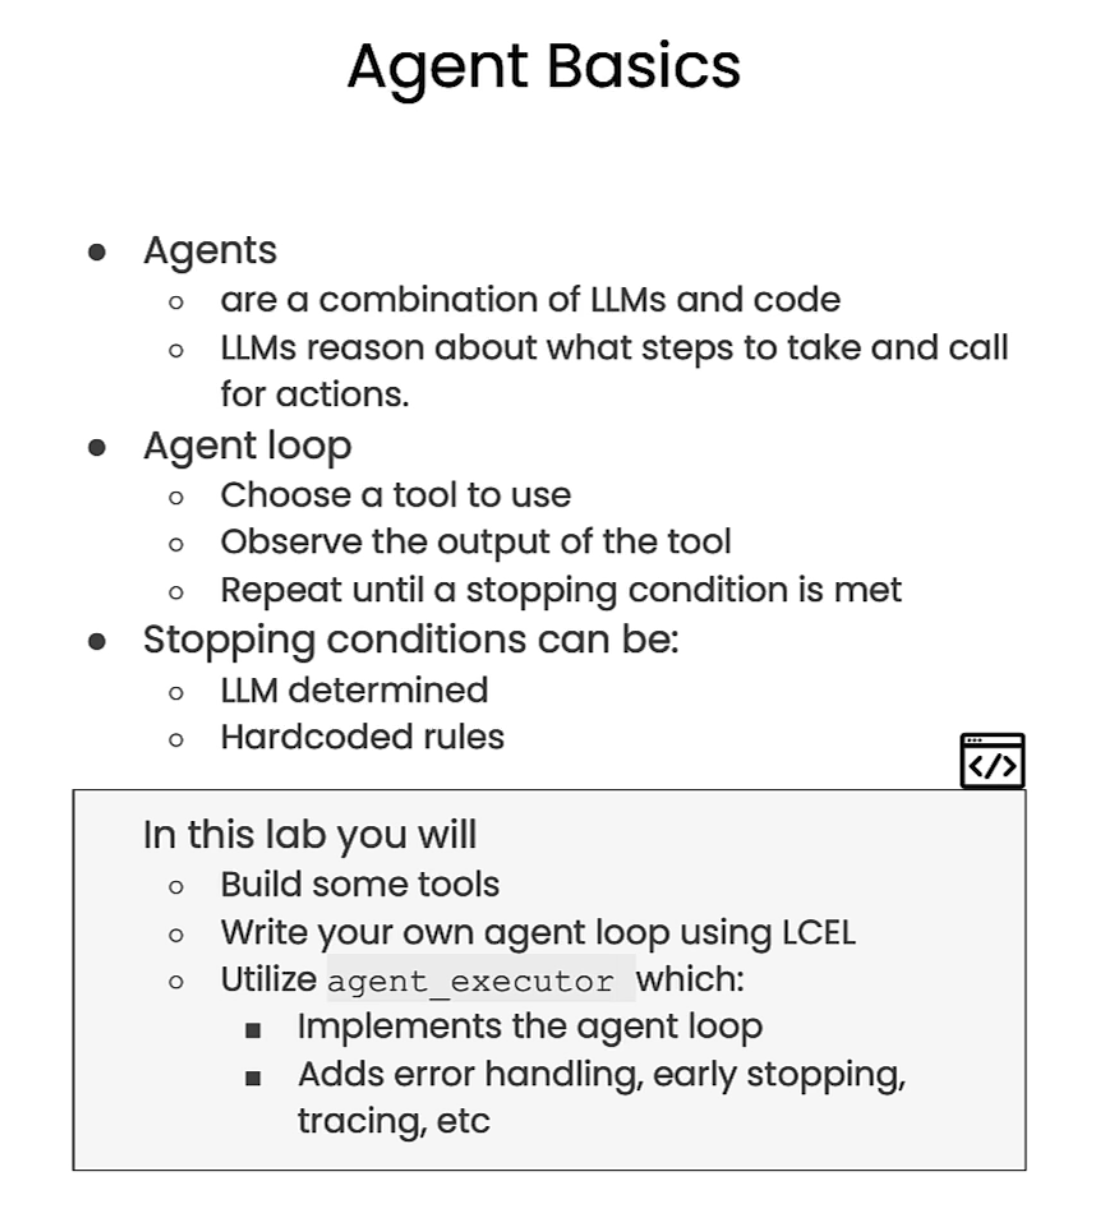 Agent Basics
● Agents
○ are a combination of LLMs and code
○ LLMs reason about what steps to take and call
for actions.
● Agent loop
○ Choose a tool to use
○ Observe the output of the tool
○ Repeat until a stopping condition is met
● Stopping conditions can be:
○ LLM determined
○ Hardcoded rules
</>
In this lab you will
○ Build some tools
○ Write your own agent loop using LCEL
○ Utilize agent_executor which:
■ Implements the agent loop
■ Adds error handling, early stopping,
tracing, etc